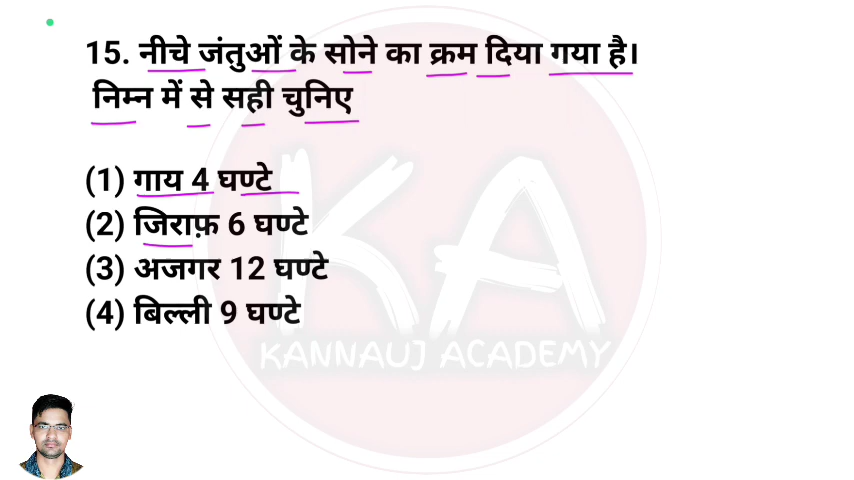 15. नीचे जंतुओं के सोने का क्रम दिया गया है।
निम्न में से सही चुनिए
(1) गाय 4 घण्टे
(2) जिराफ़ 6 घण्टे
(3) अजगर 12 घण्टे
(4) बिल्ली 9 घण्टे
KA
KANNAUJ ACADEMY